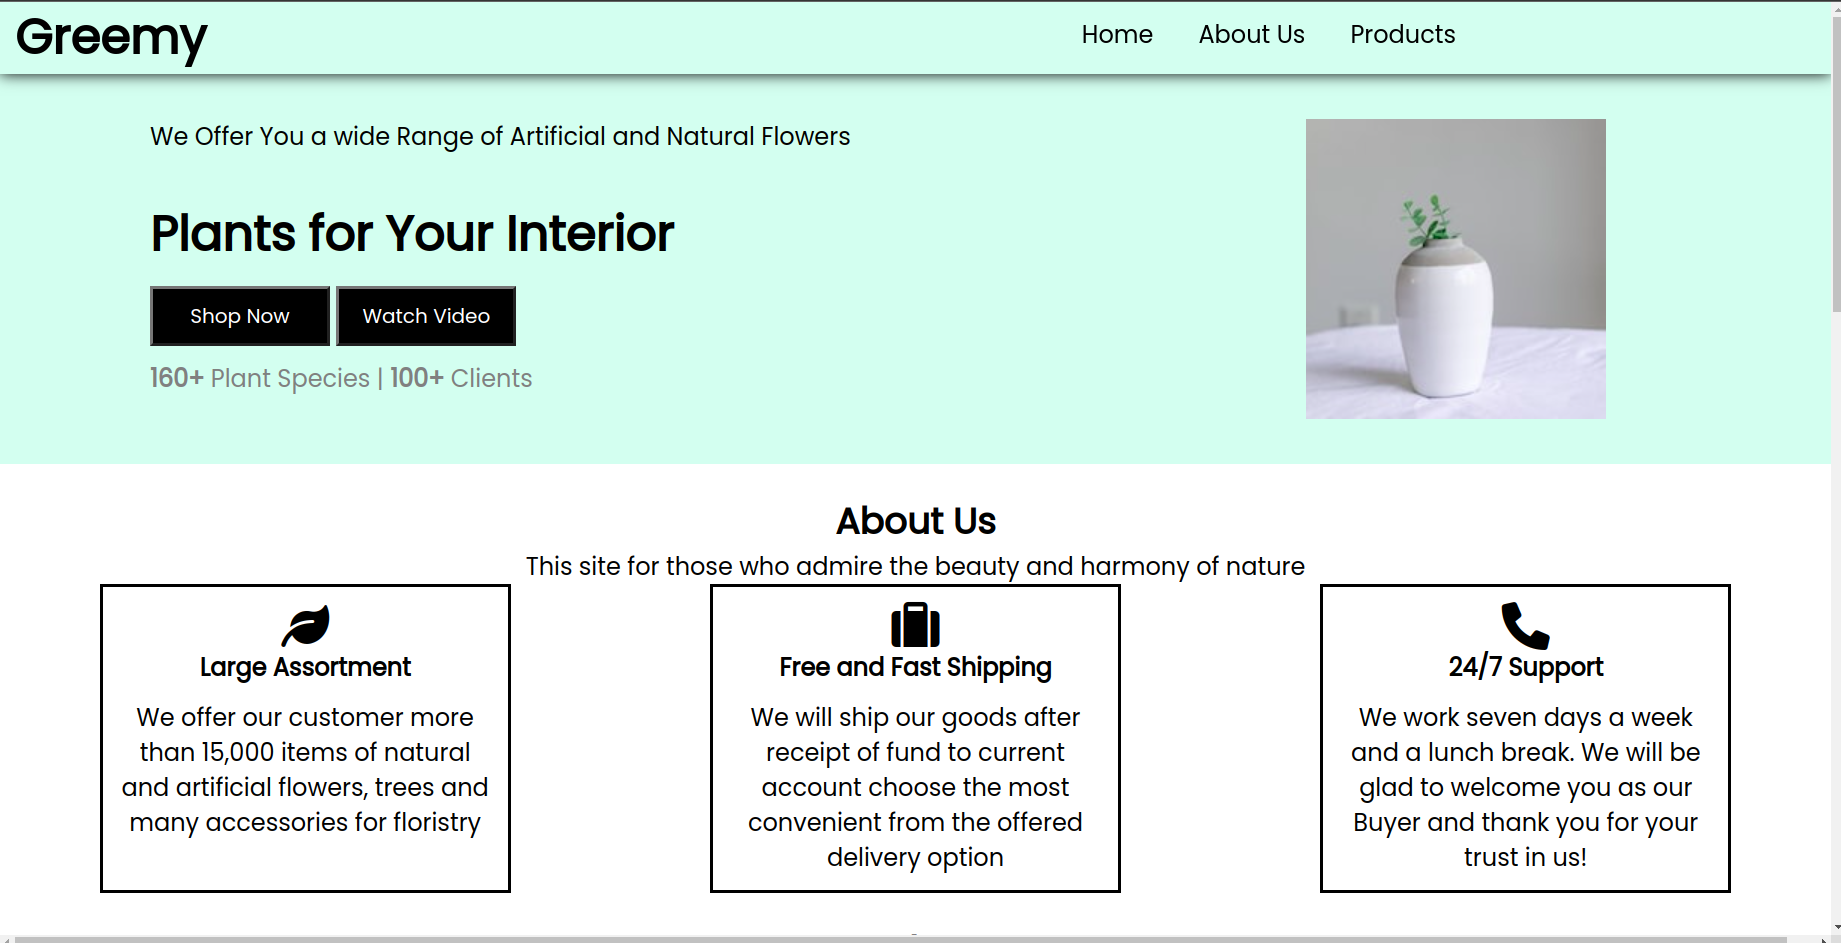 Greemy
Home About Us Products
We Offer You a wide Range of Artificial and Natural Flowers
Plants for Your Interior
Shop Now Watch Video
160+ Plant Species | 100+ Clients
About Us
This site for those who admire the beauty and harmony of nature
Large Assortment
We offer our customer more
than 15,000 items of natural
and artificial flowers, trees and
many accessories for floristry
Free and Fast Shipping
We will ship our goods after
receipt of fund to current
account choose the most
convenient from the offered
delivery option
24/7 Support
We work seven days a week
and a lunch break. We will be
glad to welcome you as our
Buyer and thank you for your
trust in us!